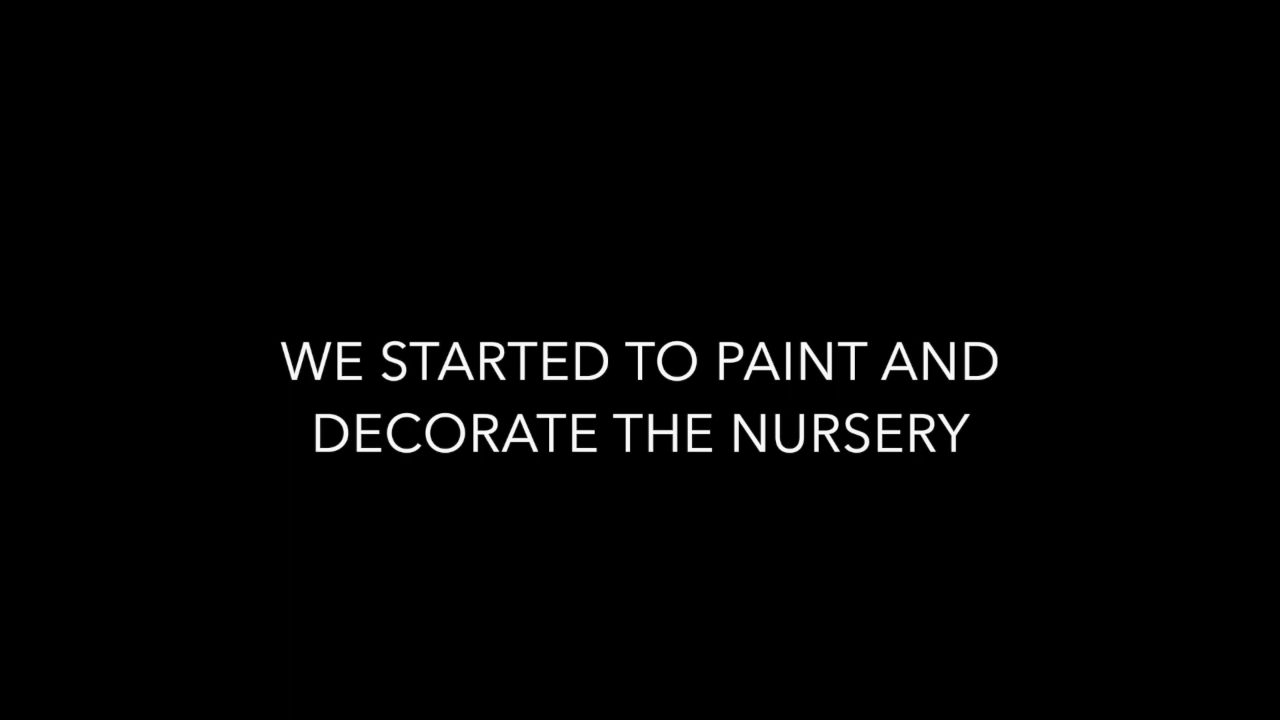 WE STARTED TO PAINT AND
DECORATE THE NURSERY